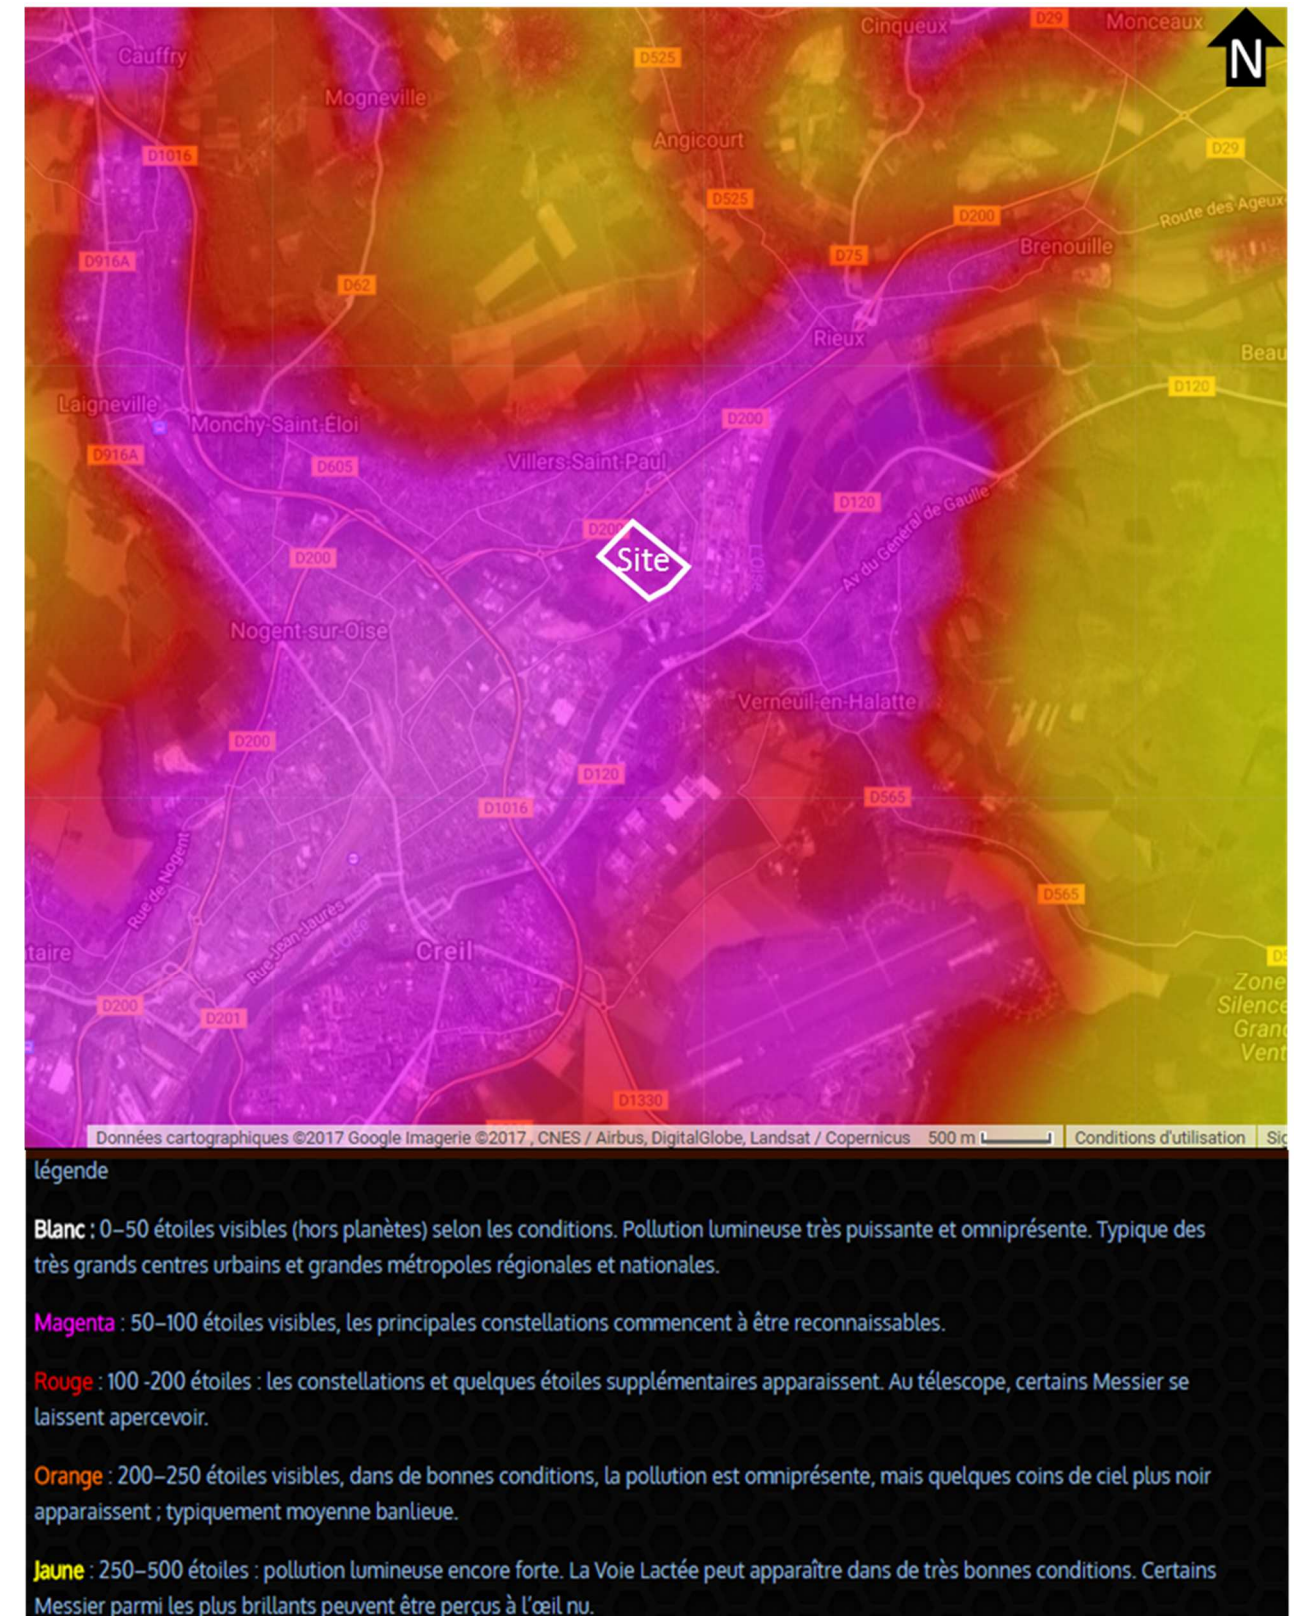 Cauffry
Mogneville
D525
Cinqueux
D29
Monceaux
N
D1016
Angicourt
D29
D525
D200
Route des Ageux
D916A
D62
D75
Brenouille
Rieux
Beau
D120
Laigneville
Monchy-Saint-Éloi
D200
D916A
D605
Villers-Saint-Paul
D120
D200
D200
Site
Av du Général de Gaulle
L'Oise
Nogent-sur-Oise
Verneuil-en-Halatte
D200
D120
D1016
D565
Rue de Nogent
D565
Rue Jean Jaurès
L'Oise
taire
Creil
D5
Zone
Silence
Grand
Vent
D200
D201
D1330
Données cartographiques ©2017 Google Imagerie ©2017 , CNES / Airbus, DigitalGlobe, Landsat / Copernicus 500 m Conditions d'utilisation Sig
légende
Blanc : 0–50 étoiles visibles (hors planètes) selon les conditions. Pollution lumineuse très puissante et omniprésente. Typique des
très grands centres urbains et grandes métropoles régionales et nationales.
Magenta : 50–100 étoiles visibles, les principales constellations commencent à être reconnaissables.
Rouge : 100 -200 étoiles : les constellations et quelques étoiles supplémentaires apparaissent. Au télescope, certains Messier se
laissent apercevoir.
Orange : 200–250 étoiles visibles, dans de bonnes conditions, la pollution est omniprésente, mais quelques coins de ciel plus noir
apparaissent ; typiquement moyenne banlieue.
Jaune : 250–500 étoiles : pollution lumineuse encore forte. La Voie Lactée peut apparaître dans de très bonnes conditions. Certains
Messier parmi les plus brillants peuvent être perçus à l'œil nu.